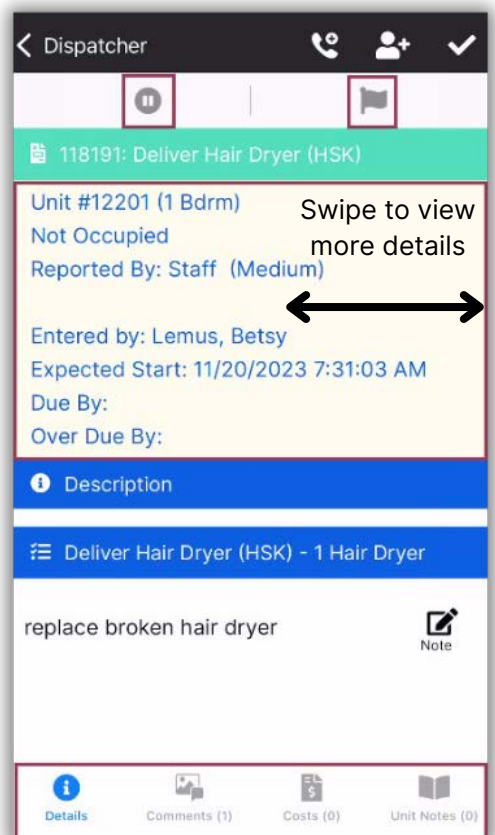 Dispatcher
118191: Deliver Hair Dryer (HSK)
Unit #12201 (1 Bdrm)
Not Occupied
Reported By: Staff (Medium)
Swipe to view
more details
Entered by: Lemus, Betsy
Expected Start: 11/20/2023 7:31:03 AM
Due By:
Over Due By:
Description
Deliver Hair Dryer (HSK) - 1 Hair Dryer
replace broken hair dryer
Note
Details
Comments (1)
Costs (0)
Unit Notes (0)